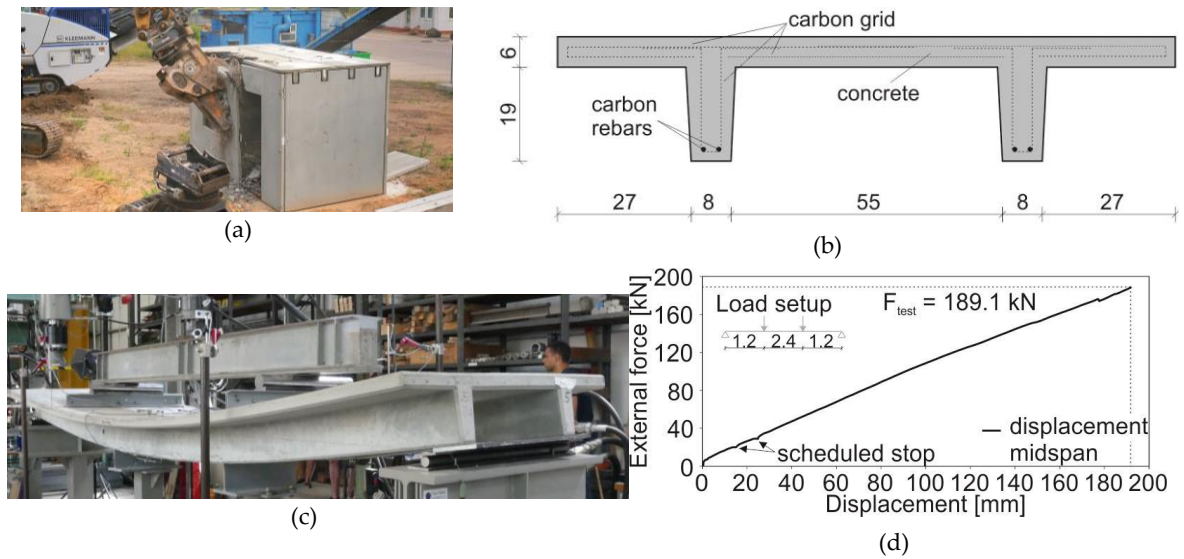 KLEEMANN
(a)
carbon grid
6
concrete
19
carbon
rebars
27 8 55 8 27
(b)
(c)
200
160
120
80
40
0
External force [kN]
Load setup
1.2 2.4 1.2
F_test = 189.1 kN
scheduled stop
displacement
midspan
0 20 40 60 80 100 120 140 160 180 200
Displacement [mm]
(d)